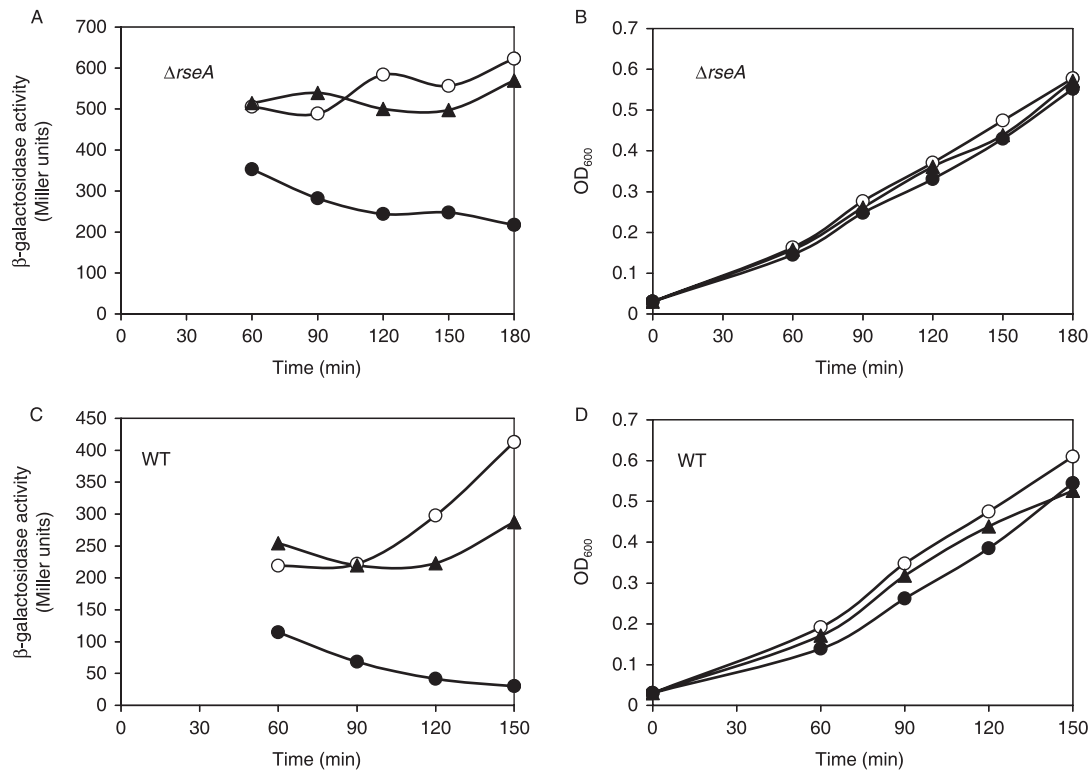 A
β-galactosidase activity
(Miller units)
700
600
500
400
300
200
100
0
ΔrseA
0 30 60 90 120 150 180
Time (min)
B
OD600
0.7
0.6
0.5
0.4
0.3
0.2
0.1
0
ΔrseA
0 30 60 90 120 150 180
Time (min)
C
β-galactosidase activity
(Miller units)
450
400
350
300
250
200
150
100
50
0
WT
0 30 60 90 120 150
Time (min)
D
OD600
0.7
0.6
0.5
0.4
0.3
0.2
0.1
0
WT
0 30 60 90 120 150
Time (min)